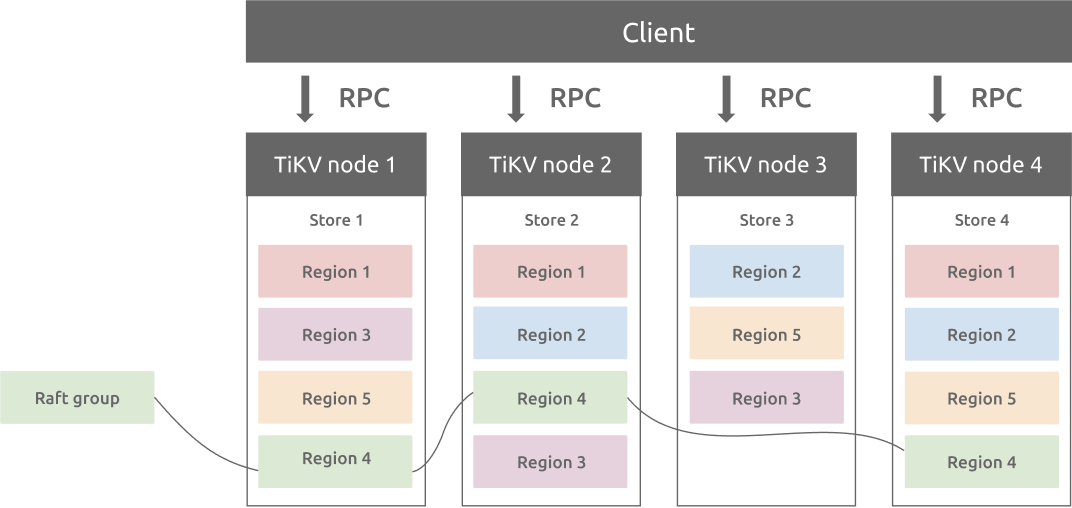 Client
RPC
RPC
RPC
RPC
TiKV node 1
TiKV node 2
TiKV node 3
TiKV node 4
Store 1
Region 1
Region 3
Region 5
Region 4
Store 2
Region 1
Region 2
Region 4
Region 3
Store 3
Region 2
Region 5
Region 3
Store 4
Region 1
Region 2
Region 5
Region 4
Raft group